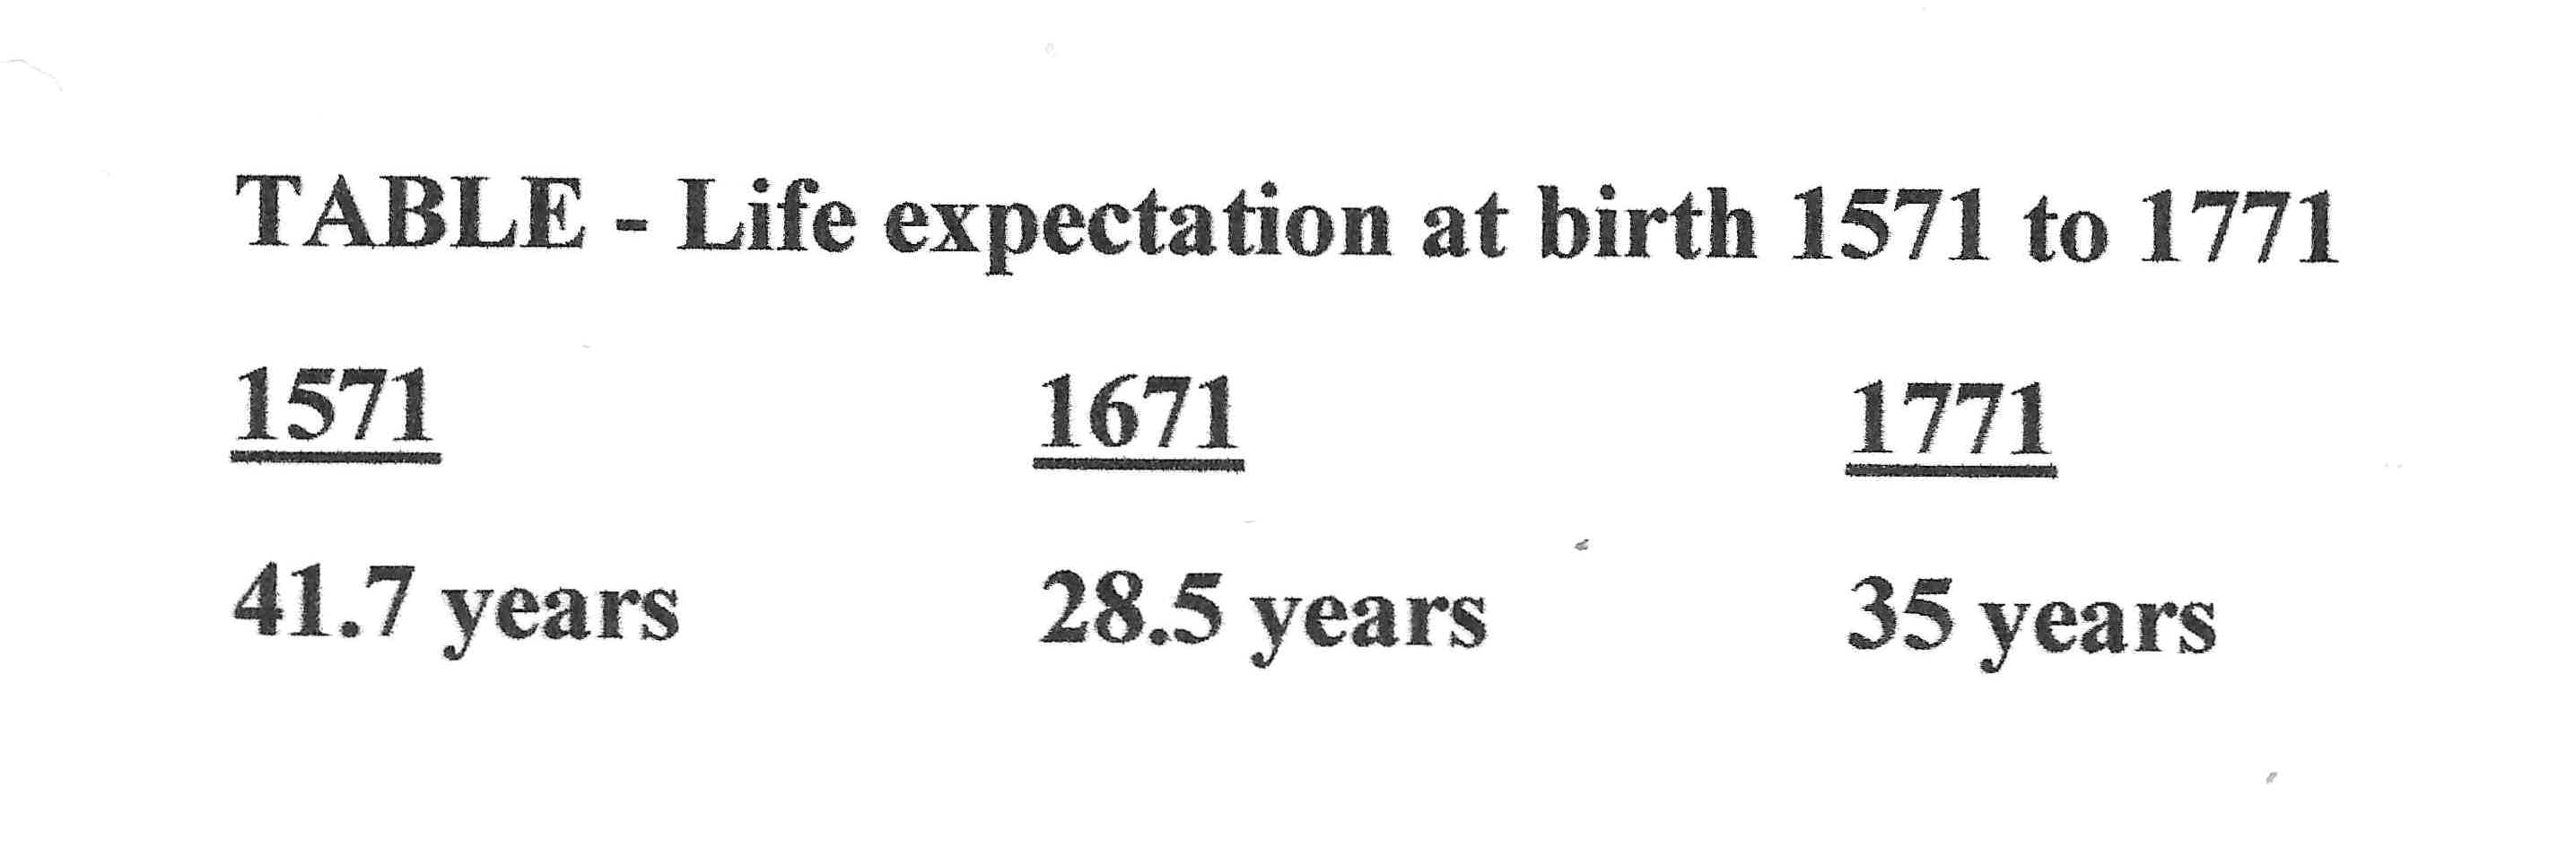 TABLE - Life expectation at birth 1571 to 1771
1571 1671 1771
41.7 years 28.5 years 35 years